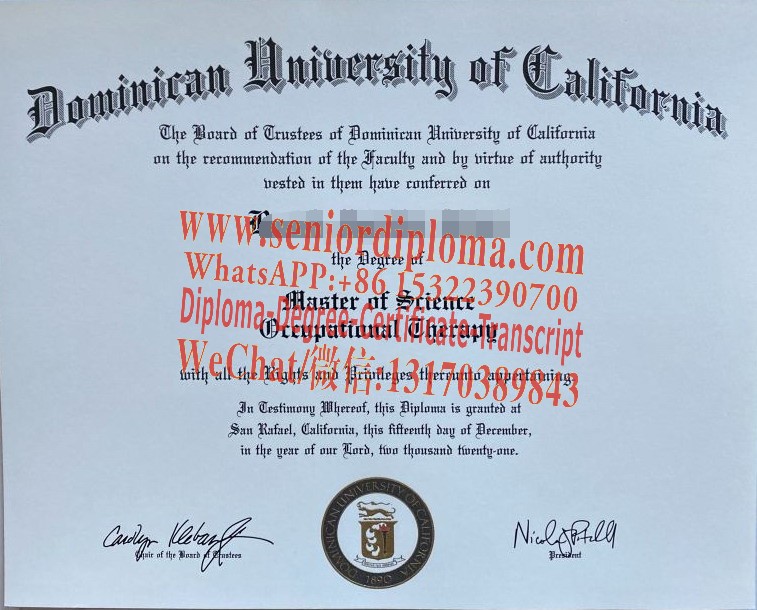 Dominican University of California
The Board of Trustees of Dominican University of California
on the recommendation of the Faculty and by virtue of authority
vested in them have conferred on
www.seniordiploma.com
the Degree of
WhatsAPP:+86 15322390700
Master of Science
Diploma-Degree-Certificate-Transcript
Occupational Therapy
WeChat/微信:13170389843
with all the Rights and Privileges thereunto appertaining.
In Testimony Whereof, this Diploma is granted at
San Rafael, California, this fifteenth day of December,
in the year of our Lord, two thousand twenty-one.
DOMINICAN UNIVERSITY OF CALIFORNIA
1890
Chair of the Board of Trustees
President